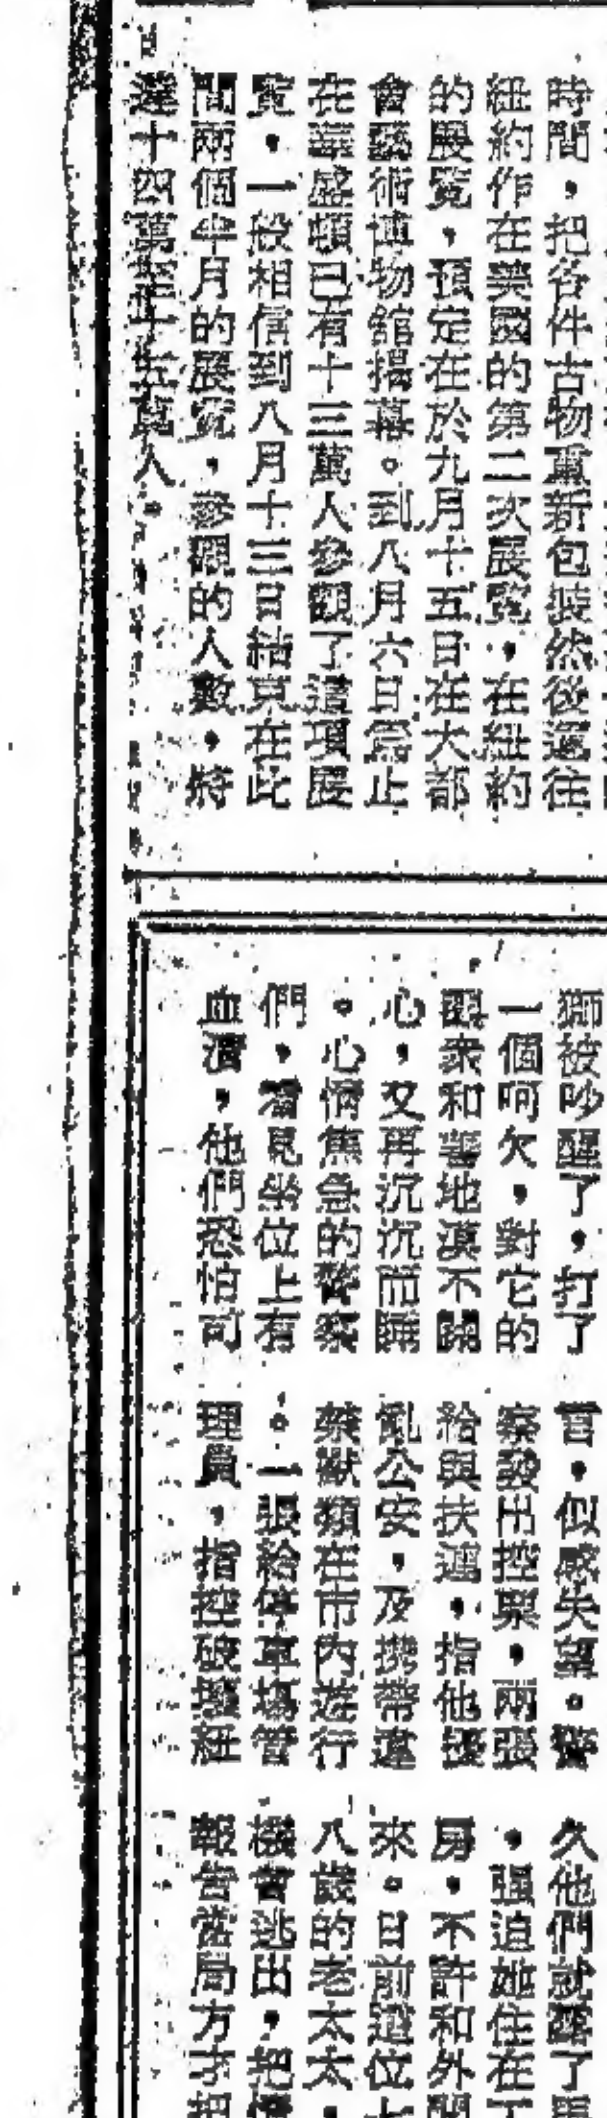 時間，把各件古物重新包裝然後運往
紐約作在美國的第二次展覽，在紐約
的展覽，預定在於九月十五日在大都
會藝術博物館揭幕。到八月六日為止
在華盛頓已有十三萬人參觀了這項展
覽，一般相信到八月十三日結束在此
間兩個半月的展覽，參觀的人數，將
達十四萬至十五萬人。
獅被吵醒了，打了
一個呵欠，對它的
觀衆和善地漠不關
心，又再沉沉而睡
。心情焦急的警察
們，看見坐位上有
血漬，他們恐怕可
言，似感失望。警
察發出控票，兩張
給與扶連，指他擾
亂公安，及携帶違
禁獸類在市內遊行
。一張給停車場管
理員，指控破壞紐
久他們就露了
，强迫她住在
房，不許和外間
來。日前這位七
八歲的老太太，
機會逃出，把情
報告當局方才把